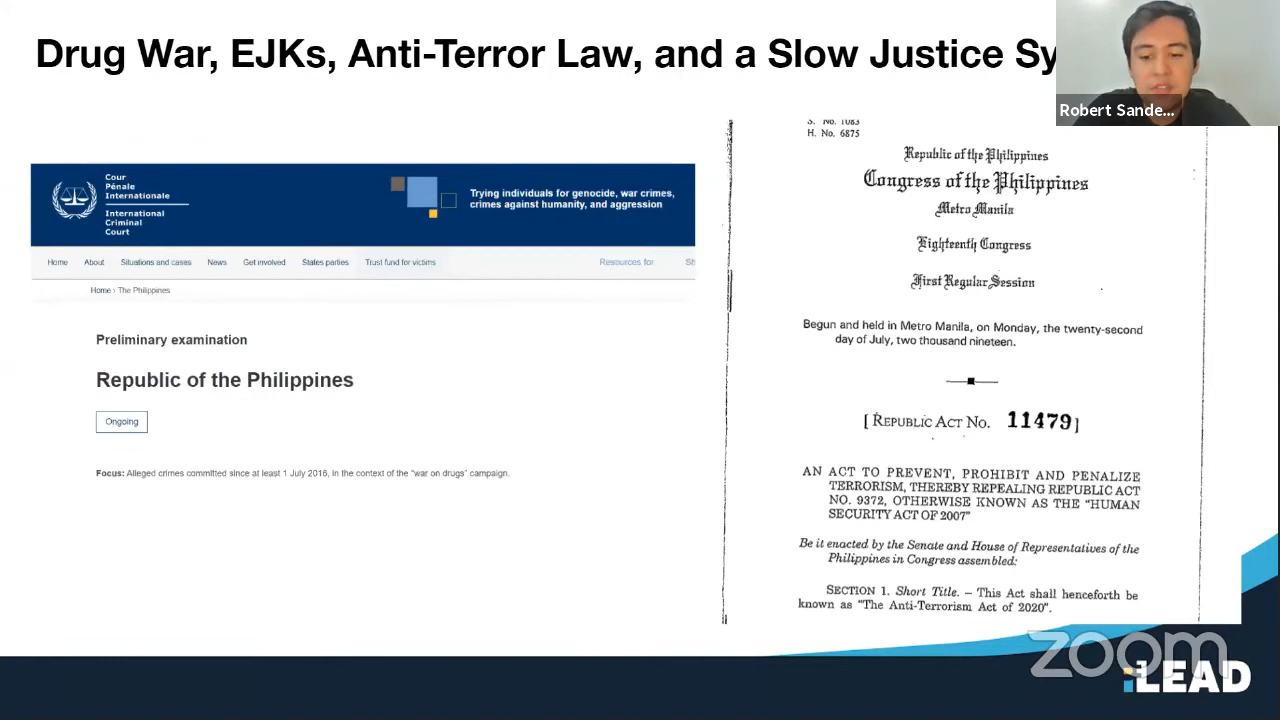 Drug War, EJKs, Anti-Terror Law, and a Slow Justice Sy
Robert Sande...
Cour
Pénale
Internationale
International
Criminal
Court
Trying individuals for genocide, war crimes,
crimes against humanity, and aggression
Home About Situations and cases News Get involved States parties Trust fund for victims Resources for
Home › The Philippines
Preliminary examination
Republic of the Philippines
Ongoing
Focus: Alleged crimes committed since at least 1 July 2016, in the context of the "war on drugs" campaign.
S. No. 1083
H. No. 6875
Republic of the Philippines
Congress of the Philippines
Metro Manila
Eighteenth Congress
First Regular Session
Begun and held in Metro Manila, on Monday, the twenty-second
day of July, two thousand nineteen.
[ REPUBLIC ACT NO. 11479 ]
AN ACT TO PREVENT, PROHIBIT AND PENALIZE
TERRORISM, THEREBY REPEALING REPUBLIC ACT
NO. 9372, OTHERWISE KNOWN AS THE "HUMAN
SECURITY ACT OF 2007"
Be it enacted by the Senate and House of Representatives of the
Philippines in Congress assembled:
SECTION 1. Short Title. – This Act shall henceforth be
known as "The Anti-Terrorism Act of 2020".
zoom
iLEAD